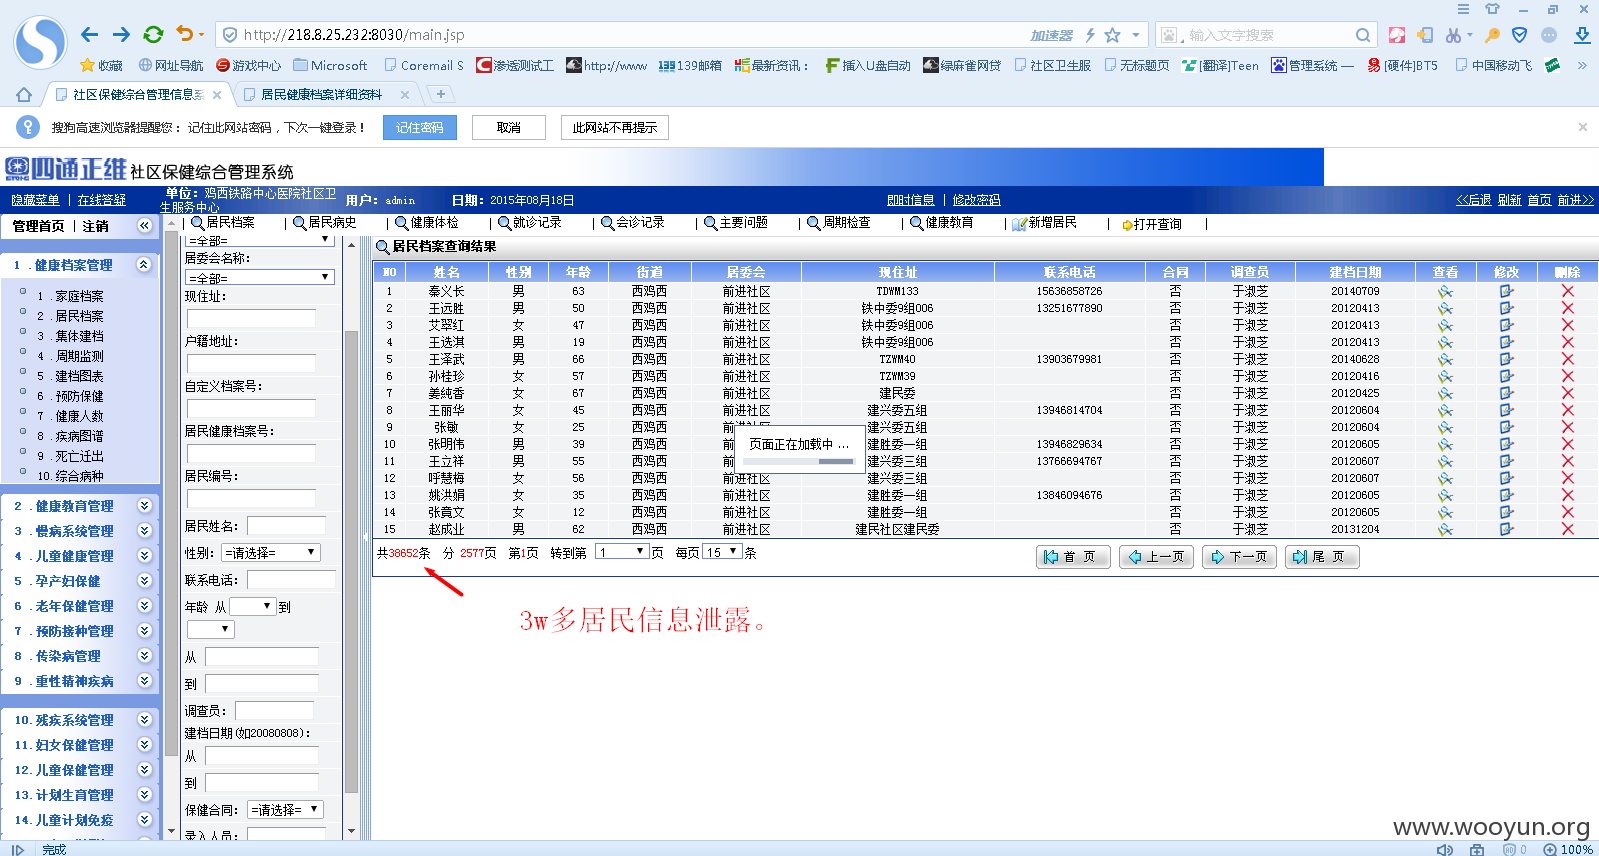 http://218.8.25.232:8030/main.jsp 加速器 输入文字搜索
收藏 网址导航 游戏中心 Microsoft Coremail S 渗透测试工 http://www 139邮箱 最新资讯： 插入U盘自动 绿麻雀网贷 社区卫生服 无标题页 [翻译]Teen 管理系统 — [硬件]BT5 中国移动飞 »
社区保健综合管理信息系 居民健康档案详细资料
搜狗高速浏览器提醒您：记住此网站密码，下次一键登录！ 记住密码 取消 此网站不再提示
四通正维 社区保健综合管理系统
隐藏菜单 | 在线答疑 单位：鸡西铁路中心医院社区卫生服务中心 用户：admin 日期：2015年08月18日 即时信息 | 修改密码 <<后退 刷新 首页 前进>>
管理首页 | 注销
居民档案 | 居民病史 | 健康体检 | 就诊记录 | 会诊记录 | 主要问题 | 周期检查 | 健康教育 | 新增居民 | 打开查询 |
1 .健康档案管理
1 .家庭档案
2 .居民档案
3 .集体建档
4 .周期监测
5 .建档图表
6 .预防保健
7 .健康人数
8 .疾病图谱
9 .死亡迁出
10.综合病种
2 .健康教育管理
3 .慢病系统管理
4 .儿童健康管理
5 .孕产妇保健
6 .老年保健管理
7 .预防接种管理
8 .传染病管理
9 .重性精神疾病
10.残疾系统管理
11.妇女保健管理
12.儿童保健管理
13.计划生育管理
14.儿童计划免疫
=全部=
居委会名称：
=全部=
现住址：
户籍地址：
自定义档案号：
居民健康档案号：
居民编号：
居民姓名：
性别： =请选择=
联系电话：
年龄 从 到
从
到
调查员：
建档日期(如20080808)：
从
到
保健合同： =请选择=
录入人员：
居民档案查询结果
NO 姓名 性别 年龄 街道 居委会 现住址 联系电话 合同 调查员 建档日期 查看 修改 删除
1 秦义长 男 63 西鸡西 前进社区 TDWM133 15636858726 否 于淑芝 20140709
2 王远胜 男 50 西鸡西 前进社区 铁中委9组006 13251677890 否 于淑芝 20120413
3 艾翠红 女 47 西鸡西 前进社区 铁中委9组006 否 于淑芝 20120413
4 王选淇 男 19 西鸡西 前进社区 铁中委9组006 否 于淑芝 20120413
5 王泽武 男 66 西鸡西 前进社区 TZWM40 13903679981 否 于淑芝 20140628
6 孙桂珍 女 57 西鸡西 前进社区 TZWM39 否 于淑芝 20120416
7 姜纯香 女 67 西鸡西 前进社区 建民委 否 于淑芝 20120425
8 王丽华 女 45 西鸡西 前进社区 建兴委五组 13946814704 否 于淑芝 20120604
9 张敏 女 25 西鸡西 前进社区 建兴委五组 否 于淑芝 20120604
10 张明伟 男 39 西鸡西 前 建胜委一组 13946829634 否 于淑芝 20120605
11 王立祥 男 55 西鸡西 前 建兴委三组 13766694767 否 于淑芝 20120607
12 呼慧梅 女 56 西鸡西 前进社区 建兴委三组 否 于淑芝 20120607
13 姚洪娟 女 35 西鸡西 前进社区 建胜委一组 13846094676 否 于淑芝 20120605
14 张竟文 女 12 西鸡西 前进社区 建胜委一组 否 于淑芝 20120605
15 赵成业 男 62 西鸡西 前进社区 建民社区建民委 否 于淑芝 20131204
页面正在加载中 ...
共38652条 分 2577页 第1页 转到第 1 页 每页 15 条 首 页 上一页 下一页 尾 页
3w多居民信息泄露。
www.wooyun.org
完成 0 100%